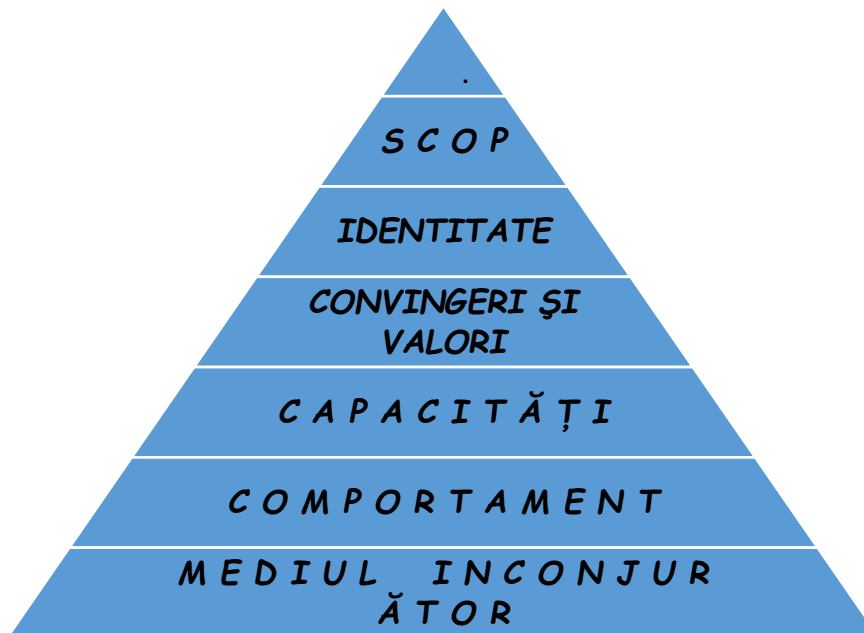 .
S C O P
IDENTITATE
CONVINGERI ŞI
VALORI
C A P A C I T Ă Ț I
C O M P O R T A M E N T
M E D I U L I N C O N J U R
Ă T O R